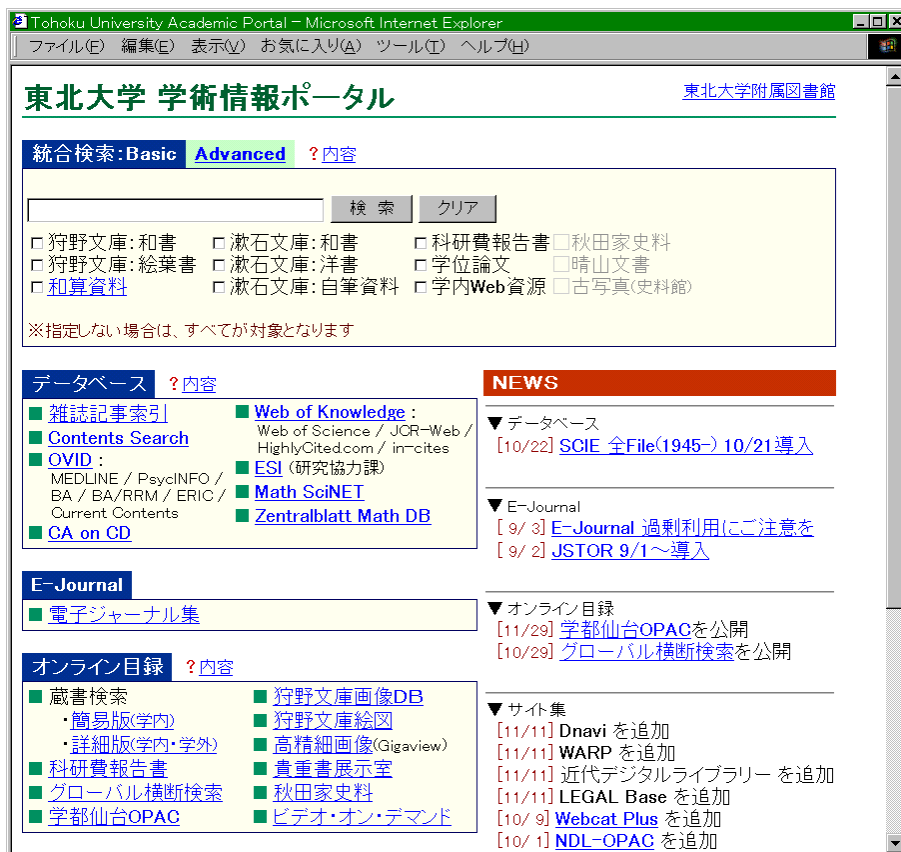 Tohoku University Academic Portal - Microsoft Internet Explorer
ファイル(F) 編集(E) 表示(V) お気に入り(A) ツール(T) ヘルプ(H)
東北大学 学術情報ポータル
東北大学附属図書館
統合検索:Basic Advanced ?内容
検 索 クリア
狩野文庫:和書 漱石文庫:和書 科研費報告書 秋田家史料
狩野文庫:絵葉書 漱石文庫:洋書 学位論文 晴山文書
和算資料 漱石文庫:自筆資料 学内Web資源 古写真(史料館)
※指定しない場合は、すべてが対象となります
データベース ?内容
■ 雑誌記事索引
■ Contents Search
■ OVID :
MEDLINE / PsycINFO /
BA / BA/RRM / ERIC /
Current Contents
■ CA on CD
■ Web of Knowledge :
Web of Science / JCR-Web /
HighlyCited.com / in-cites
■ ESI (研究協力課)
■ Math SciNET
■ Zentralblatt Math DB
E-Journal
■ 電子ジャーナル集
オンライン目録 ?内容
■ 蔵書検索
・簡易版(学内)
・詳細版(学内・学外)
■ 科研費報告書
■ グローバル横断検索
■ 学都仙台OPAC
■ 狩野文庫画像DB
■ 狩野文庫絵図
■ 高精細画像(Gigaview)
■ 貴重書展示室
■ 秋田家史料
■ ビデオ・オン・デマンド
NEWS
▼ データベース
[10/22] SCIE 全File(1945-) 10/21導入
▼ E-Journal
[ 9/ 3] E-Journal 過剰利用にご注意を
[ 9/ 2] JSTOR 9/1~導入
▼ オンライン目録
[11/29] 学都仙台OPACを公開
[10/29] グローバル横断検索を公開
▼ サイト集
[11/11] Dnavi を追加
[11/11] WARP を追加
[11/11] 近代デジタルライブラリー を追加
[11/11] LEGAL Base を追加
[10/ 9] Webcat Plus を追加
[10/ 1] NDL-OPAC を追加